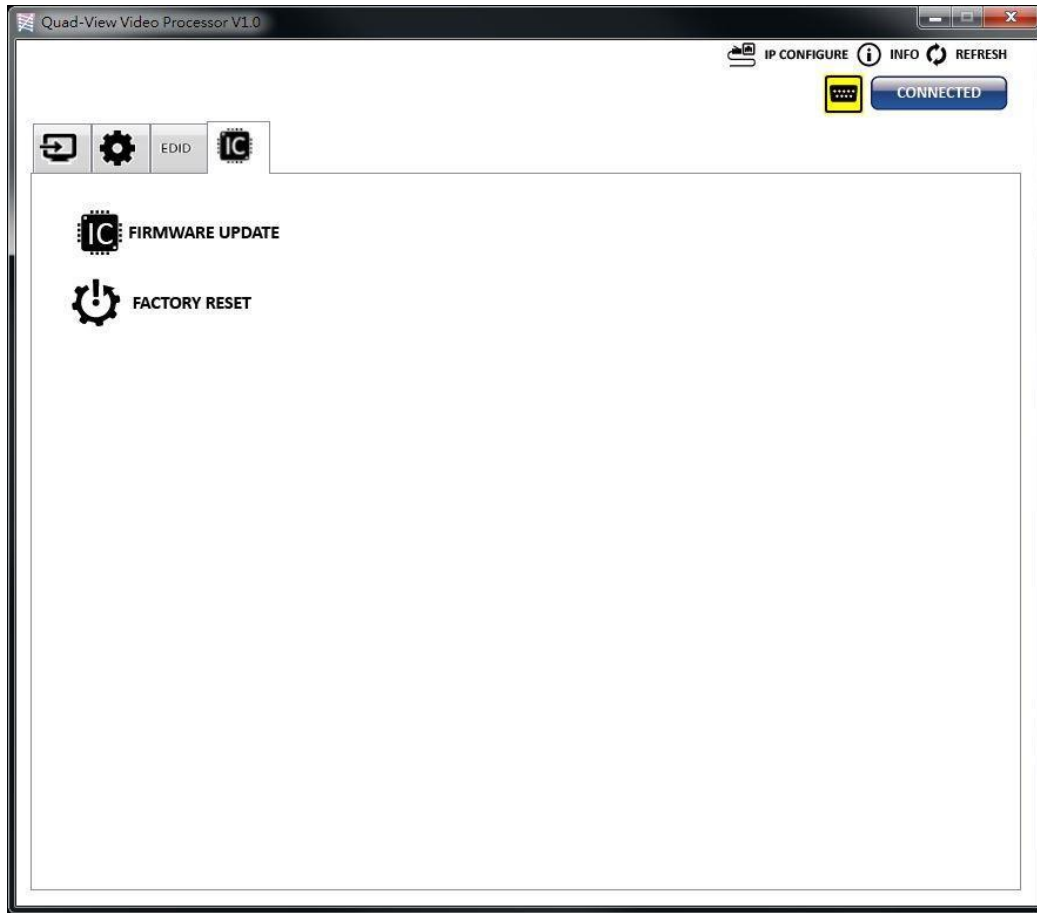 Quad-View Video Processor V1.0
IP CONFIGURE INFO REFRESH
CONNECTED
EDID IC
IC FIRMWARE UPDATE
FACTORY RESET